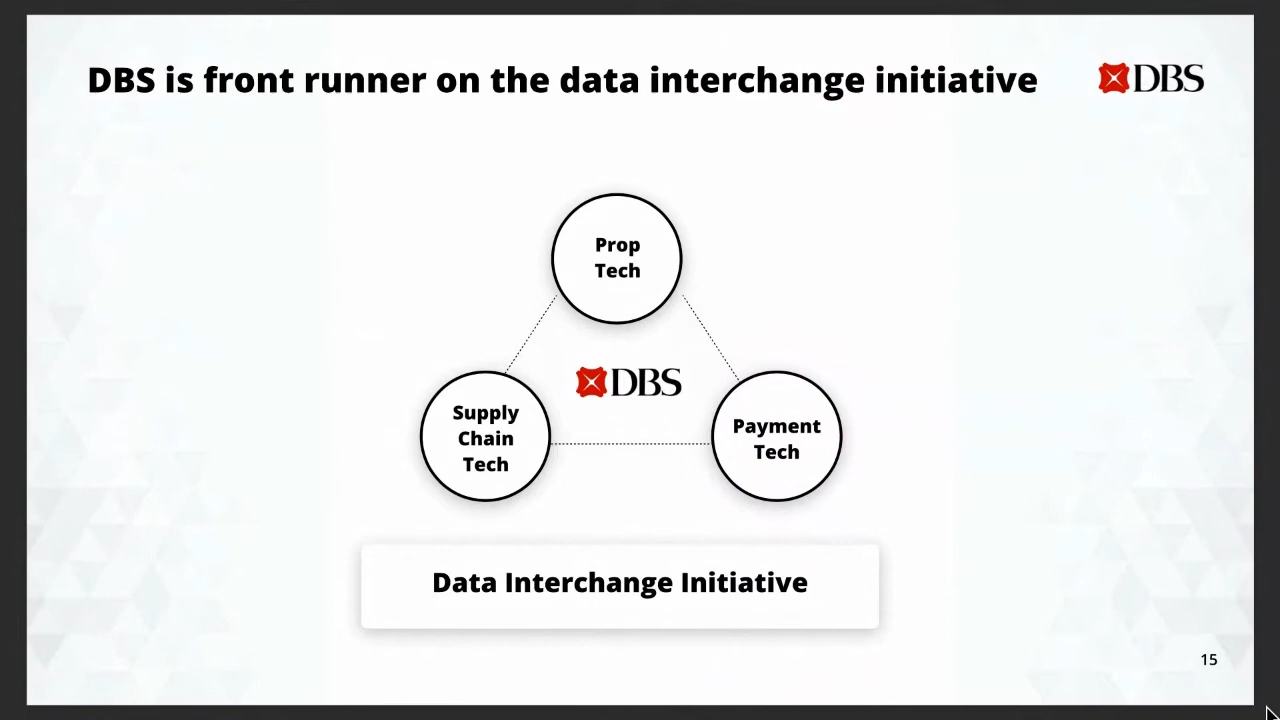 DBS is front runner on the data interchange initiative
DBS
Prop
Tech
DBS
Supply
Chain
Tech
Payment
Tech
Data Interchange Initiative
15